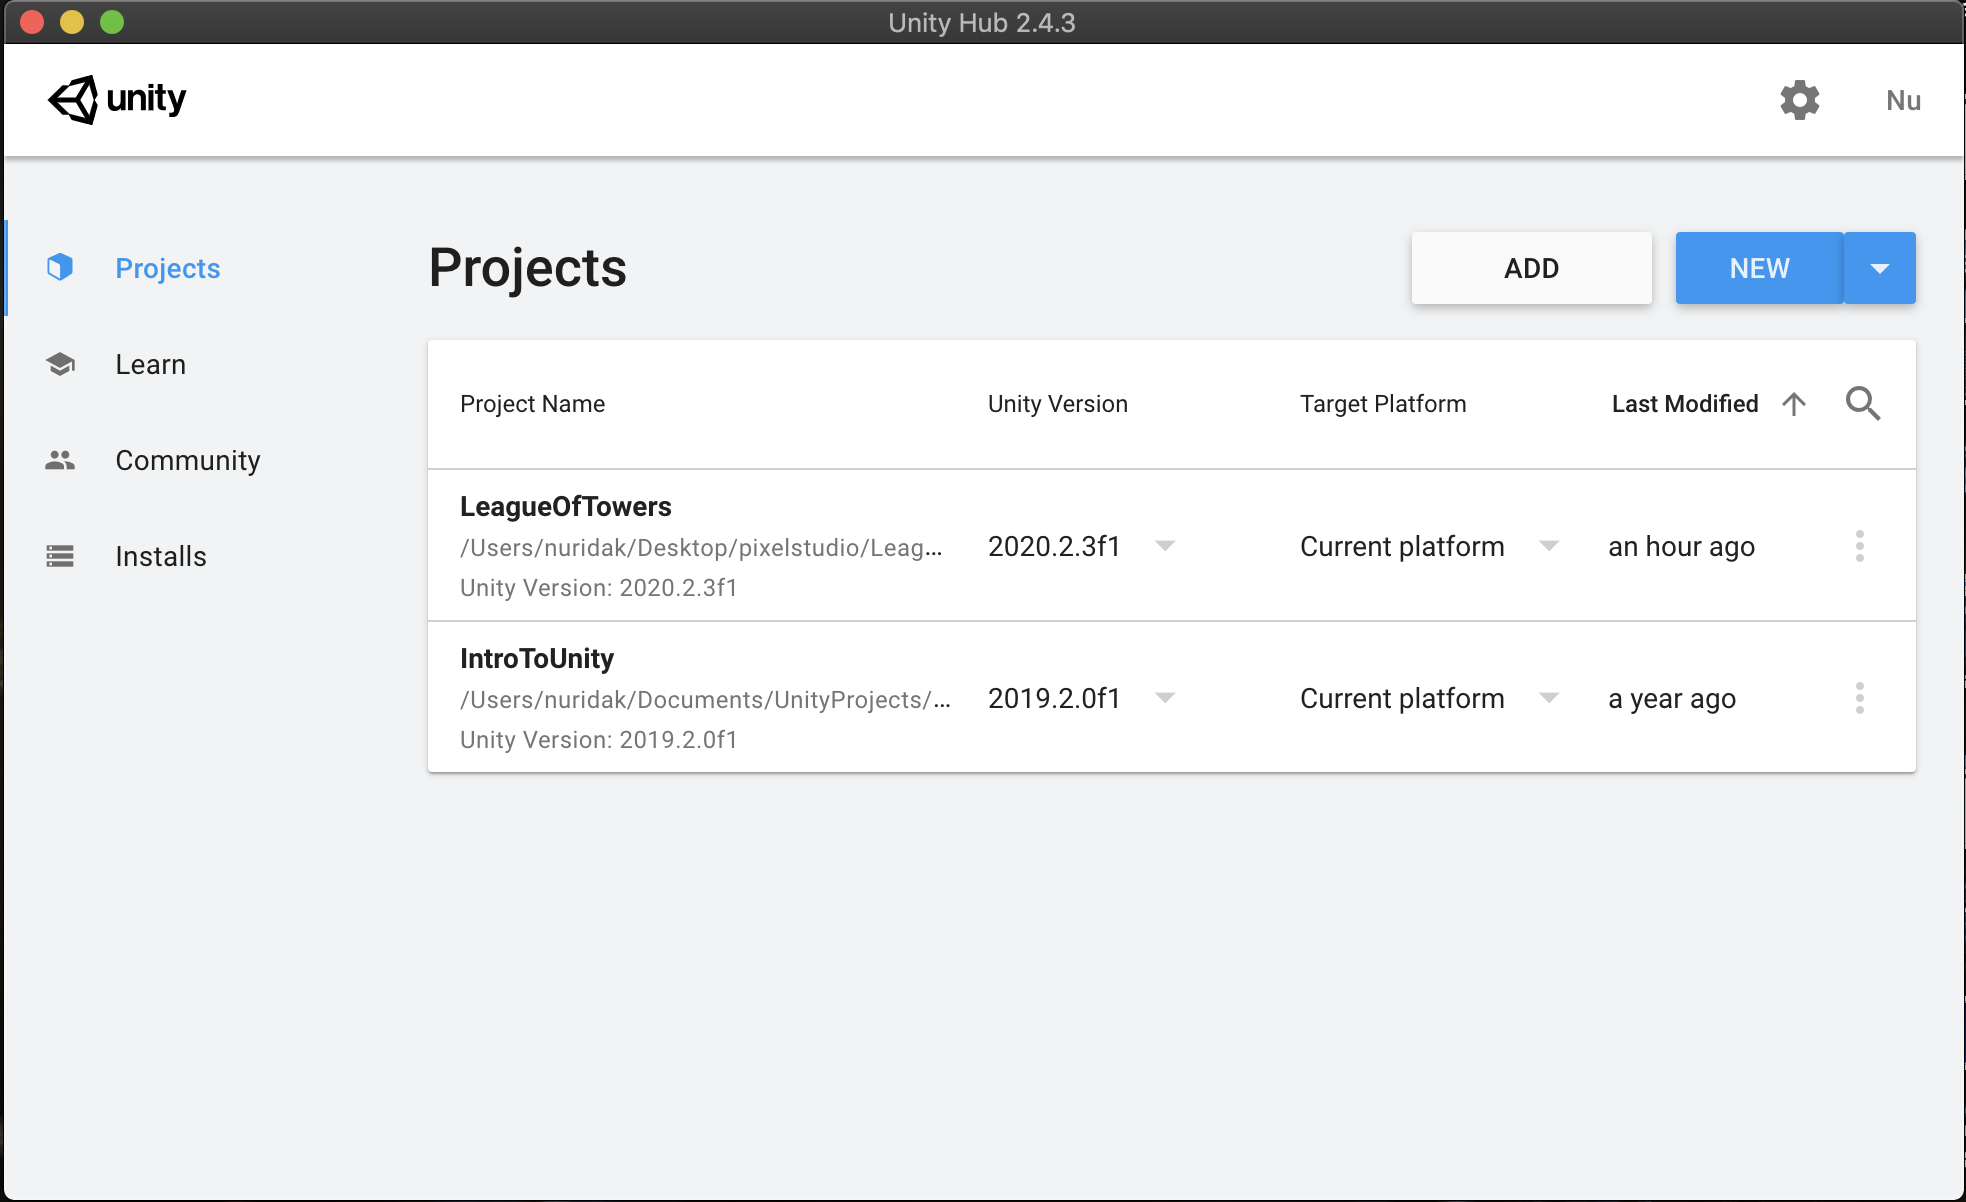 Unity Hub 2.4.3
unity
Nu
Projects
Learn
Community
Installs
Projects
ADD
NEW
Project Name Unity Version Target Platform Last Modified
LeagueOfTowers
/Users/nuridak/Desktop/pixelstudio/Leag...
Unity Version: 2020.2.3f1
2020.2.3f1 Current platform an hour ago
IntroToUnity
/Users/nuridak/Documents/UnityProjects/...
Unity Version: 2019.2.0f1
2019.2.0f1 Current platform a year ago